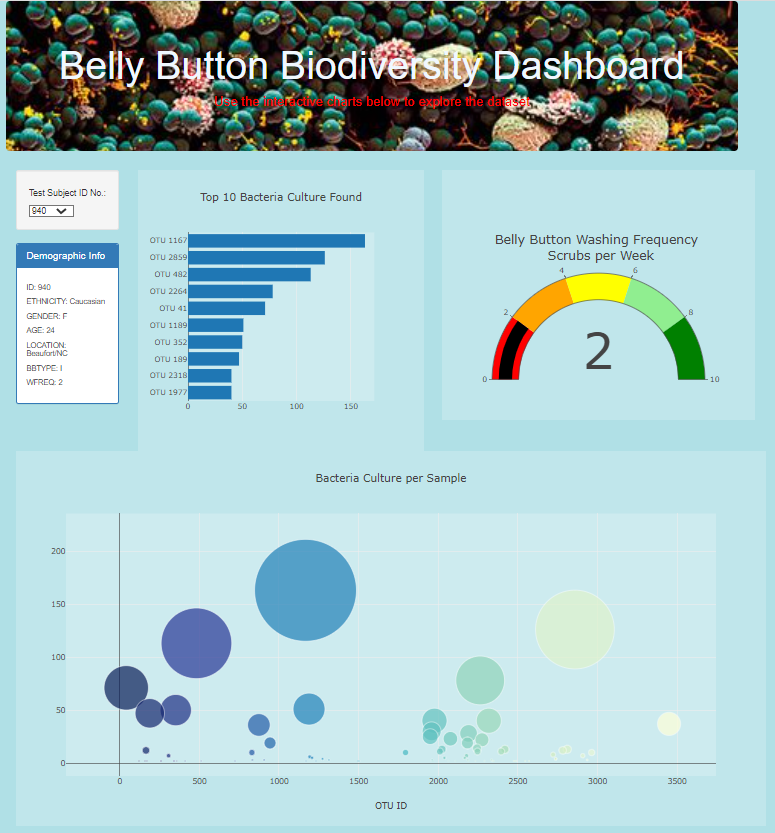 Belly Button Biodiversity Dashboard
Use the interactive charts below to explore the dataset
Test Subject ID No.:
940
Demographic Info
ID: 940
ETHNICITY: Caucasian
GENDER: F
AGE: 24
LOCATION:
Beaufort/NC
BBTYPE: I
WFREQ: 2
Top 10 Bacteria Culture Found
OTU 1167
OTU 2859
OTU 482
OTU 2264
OTU 41
OTU 1189
OTU 352
OTU 189
OTU 2318
OTU 1977
0 50 100 150
Belly Button Washing Frequency
Scrubs per Week
4 6
2 8
2
0 10
Bacteria Culture per Sample
200
150
100
50
0
0 500 1000 1500 2000 2500 3000 3500
OTU ID